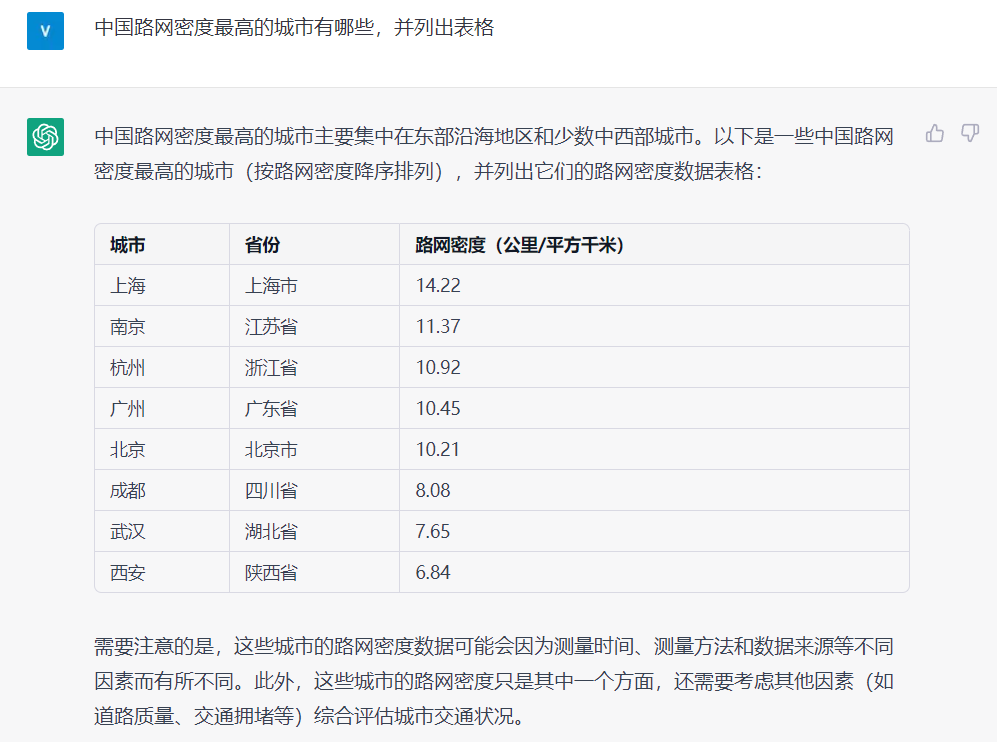 V
中国路网密度最高的城市有哪些，并列出表格
中国路网密度最高的城市主要集中在东部沿海地区和少数中西部城市。以下是一些中国路网
密度最高的城市（按路网密度降序排列），并列出它们的路网密度数据表格：
城市 省份 路网密度（公里/平方千米）
上海 上海市 14.22
南京 江苏省 11.37
杭州 浙江省 10.92
广州 广东省 10.45
北京 北京市 10.21
成都 四川省 8.08
武汉 湖北省 7.65
西安 陕西省 6.84
需要注意的是，这些城市的路网密度数据可能会因为测量时间、测量方法和数据来源等不同
因素而有所不同。此外，这些城市的路网密度只是其中一个方面，还需要考虑其他因素（如
道路质量、交通拥堵等）综合评估城市交通状况。